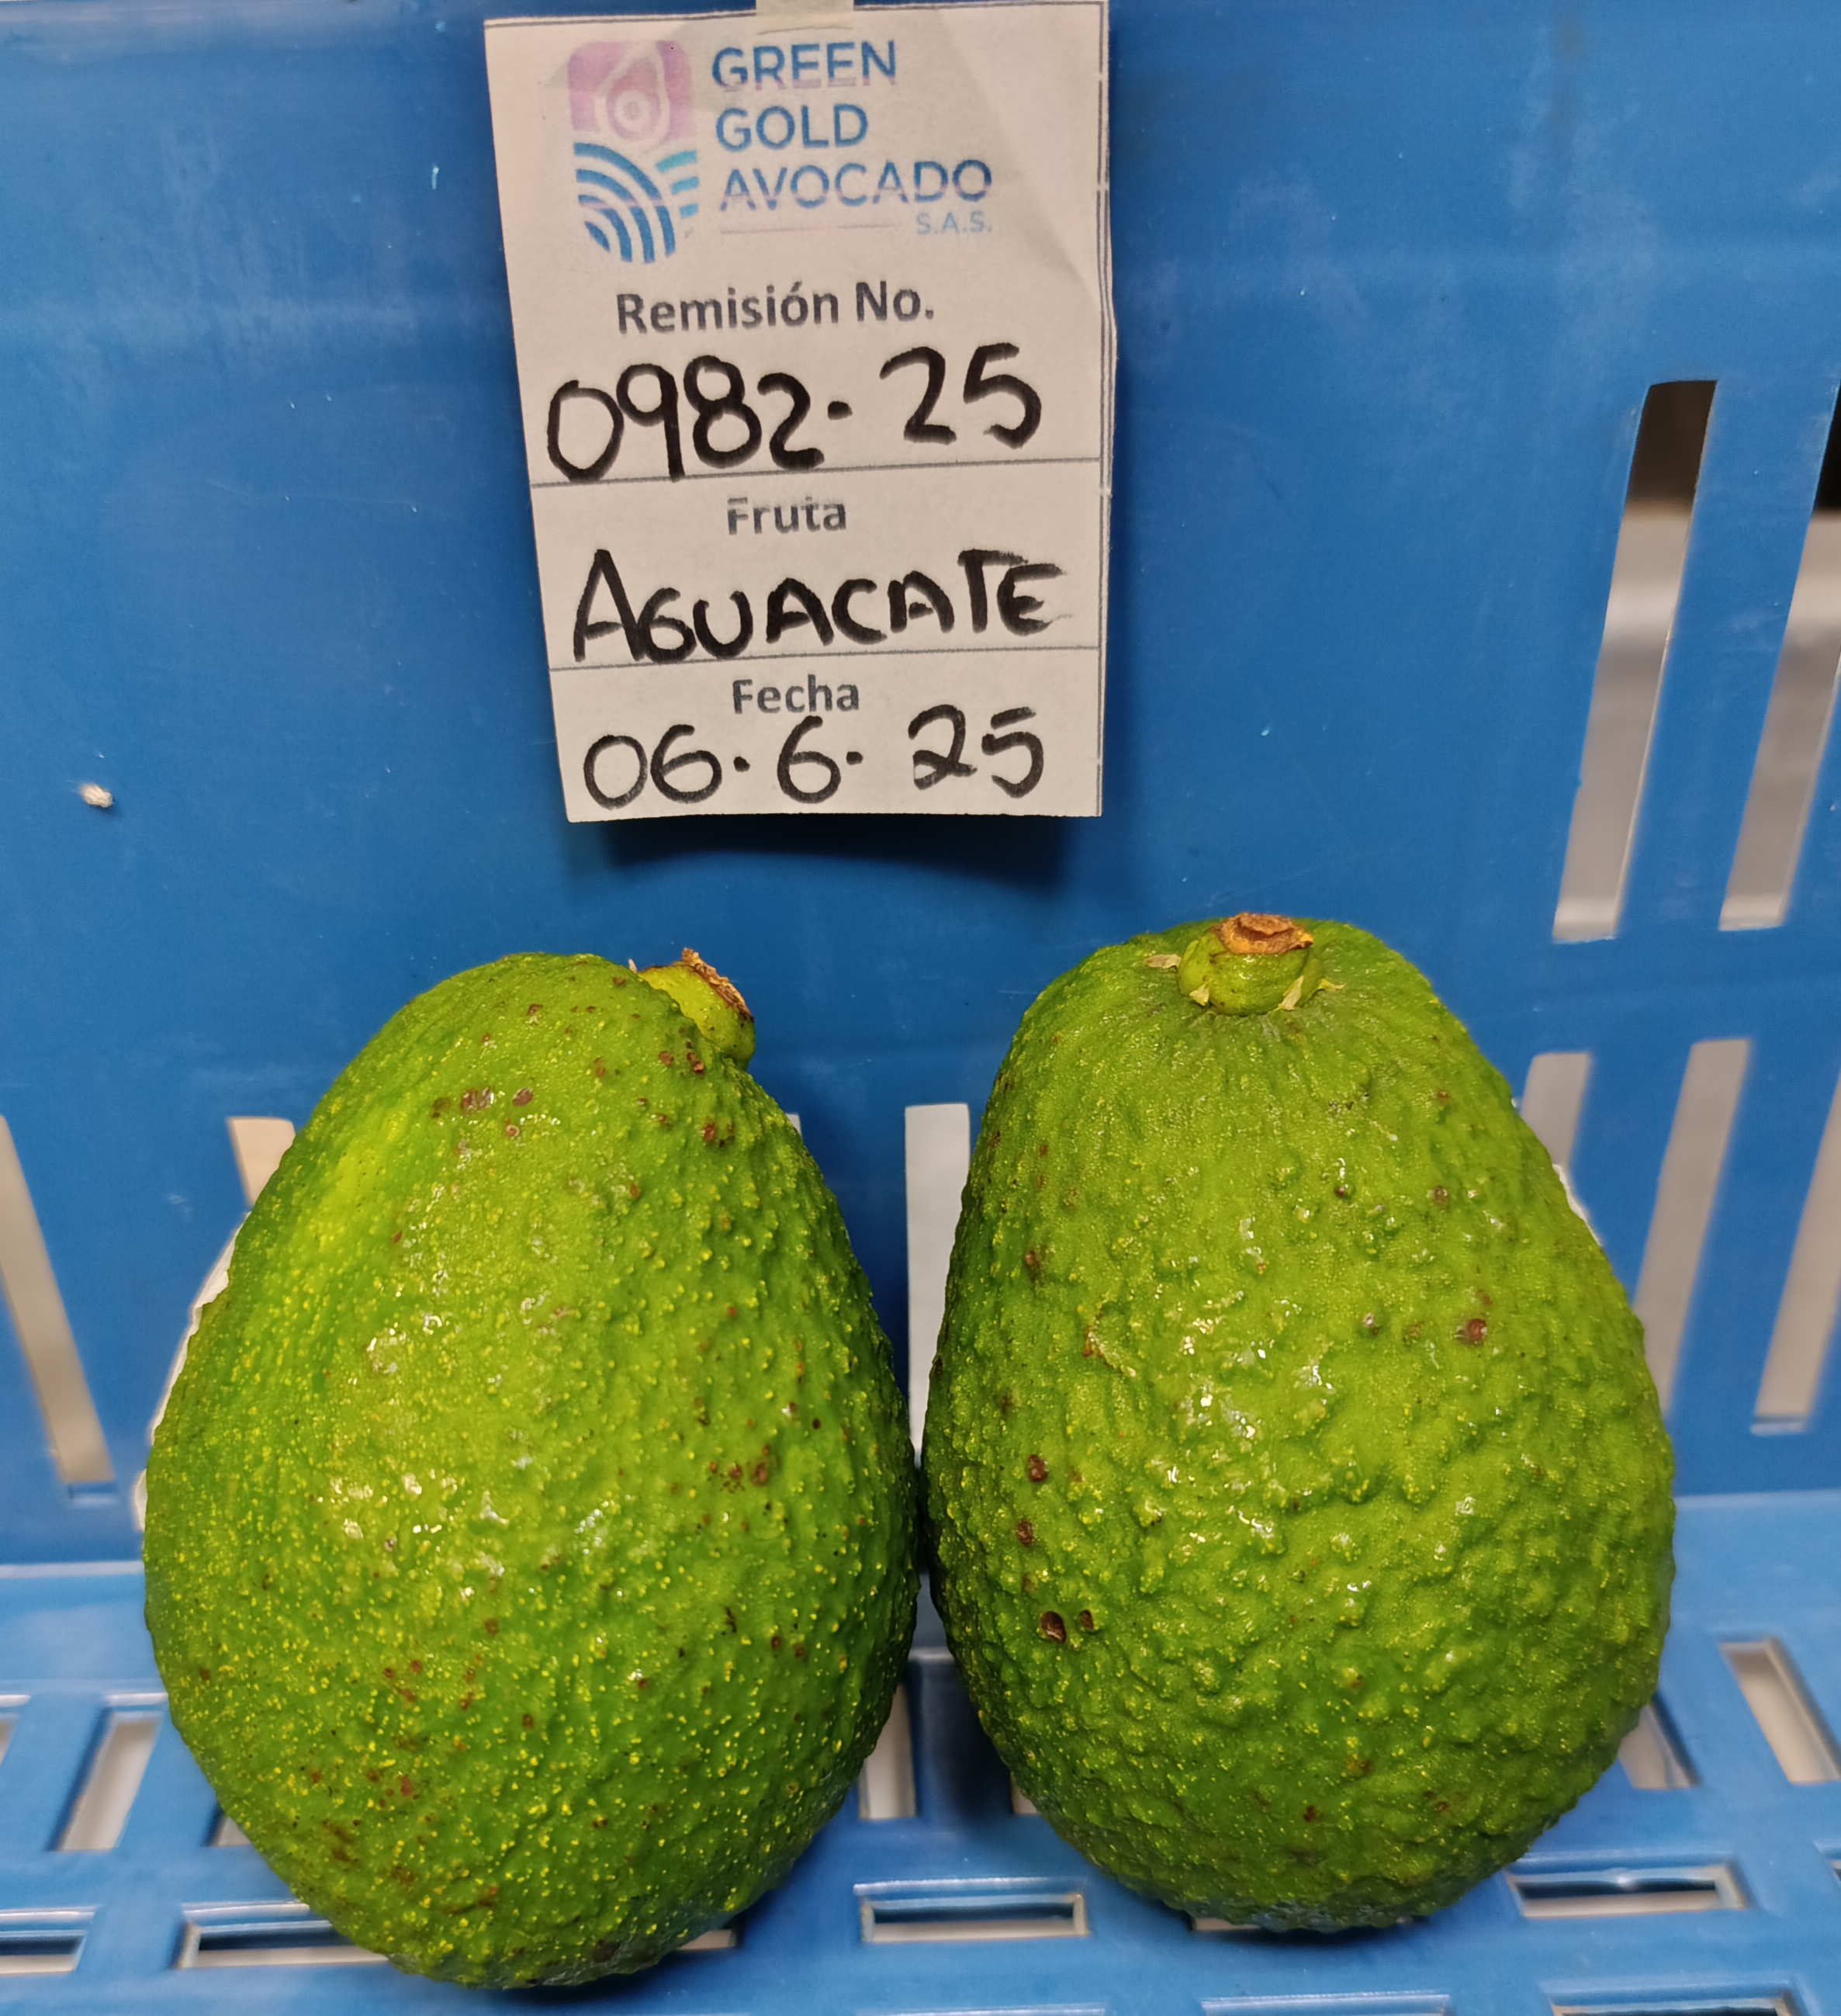 GREEN
GOLD
AVOCADO
S.A.S.
Remisión No.
0982-25
Fruta
AGUACATE
Fecha
06.6.25